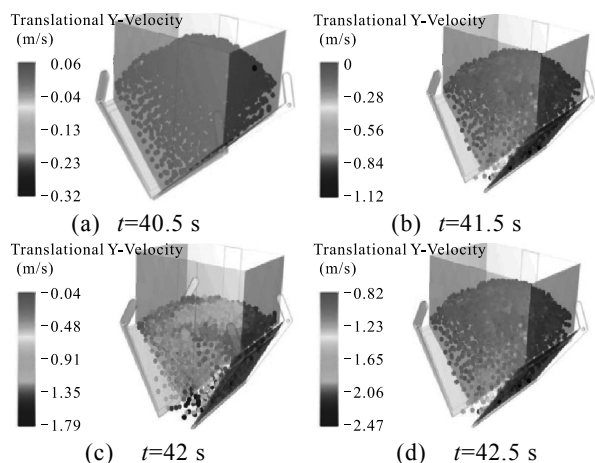 Translational Y-Velocity
(m/s)
0.06
-0.04
-0.13
-0.23
-0.32
(a) t=40.5 s
Translational Y-Velocity
(m/s)
0
-0.28
-0.56
-0.84
-1.12
(b) t=41.5 s
Translational Y-Velocity
(m/s)
-0.04
-0.48
-0.91
-1.35
-1.79
(c) t=42 s
Translational Y-Velocity
(m/s)
-0.82
-1.23
-1.65
-2.06
-2.47
(d) t=42.5 s